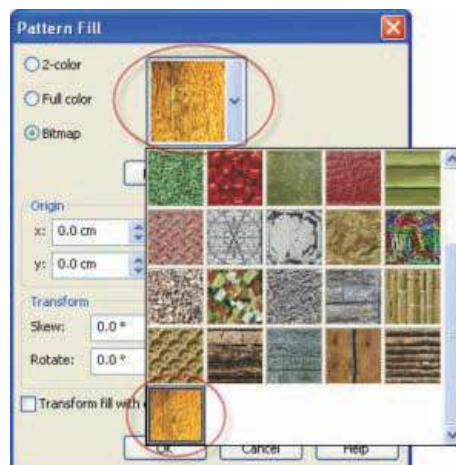 Pattern Fill
2-color
Full color
Bitmap
Origin
x: 0.0 cm
y: 0.0 cm
Transform
Skew: 0.0 °
Rotate: 0.0 °
Transform fill with
OK Cancel Help